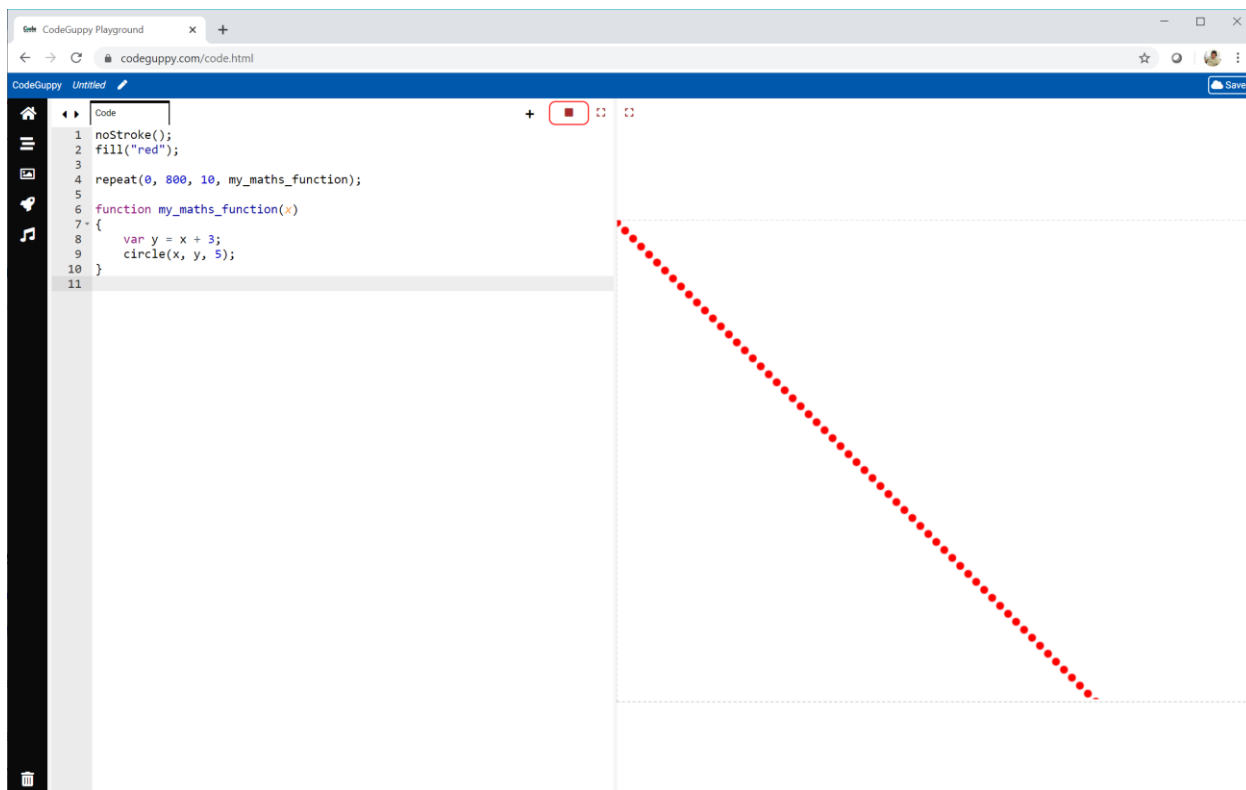 Code CodeGuppy Playground
codeguppy.com/code.html
CodeGuppy Untitled
Save
Code
1 noStroke();
2 fill("red");
3
4 repeat(0, 800, 10, my_maths_function);
5
6 function my_maths_function(x)
7 {
8 var y = x + 3;
9 circle(x, y, 5);
10 }
11